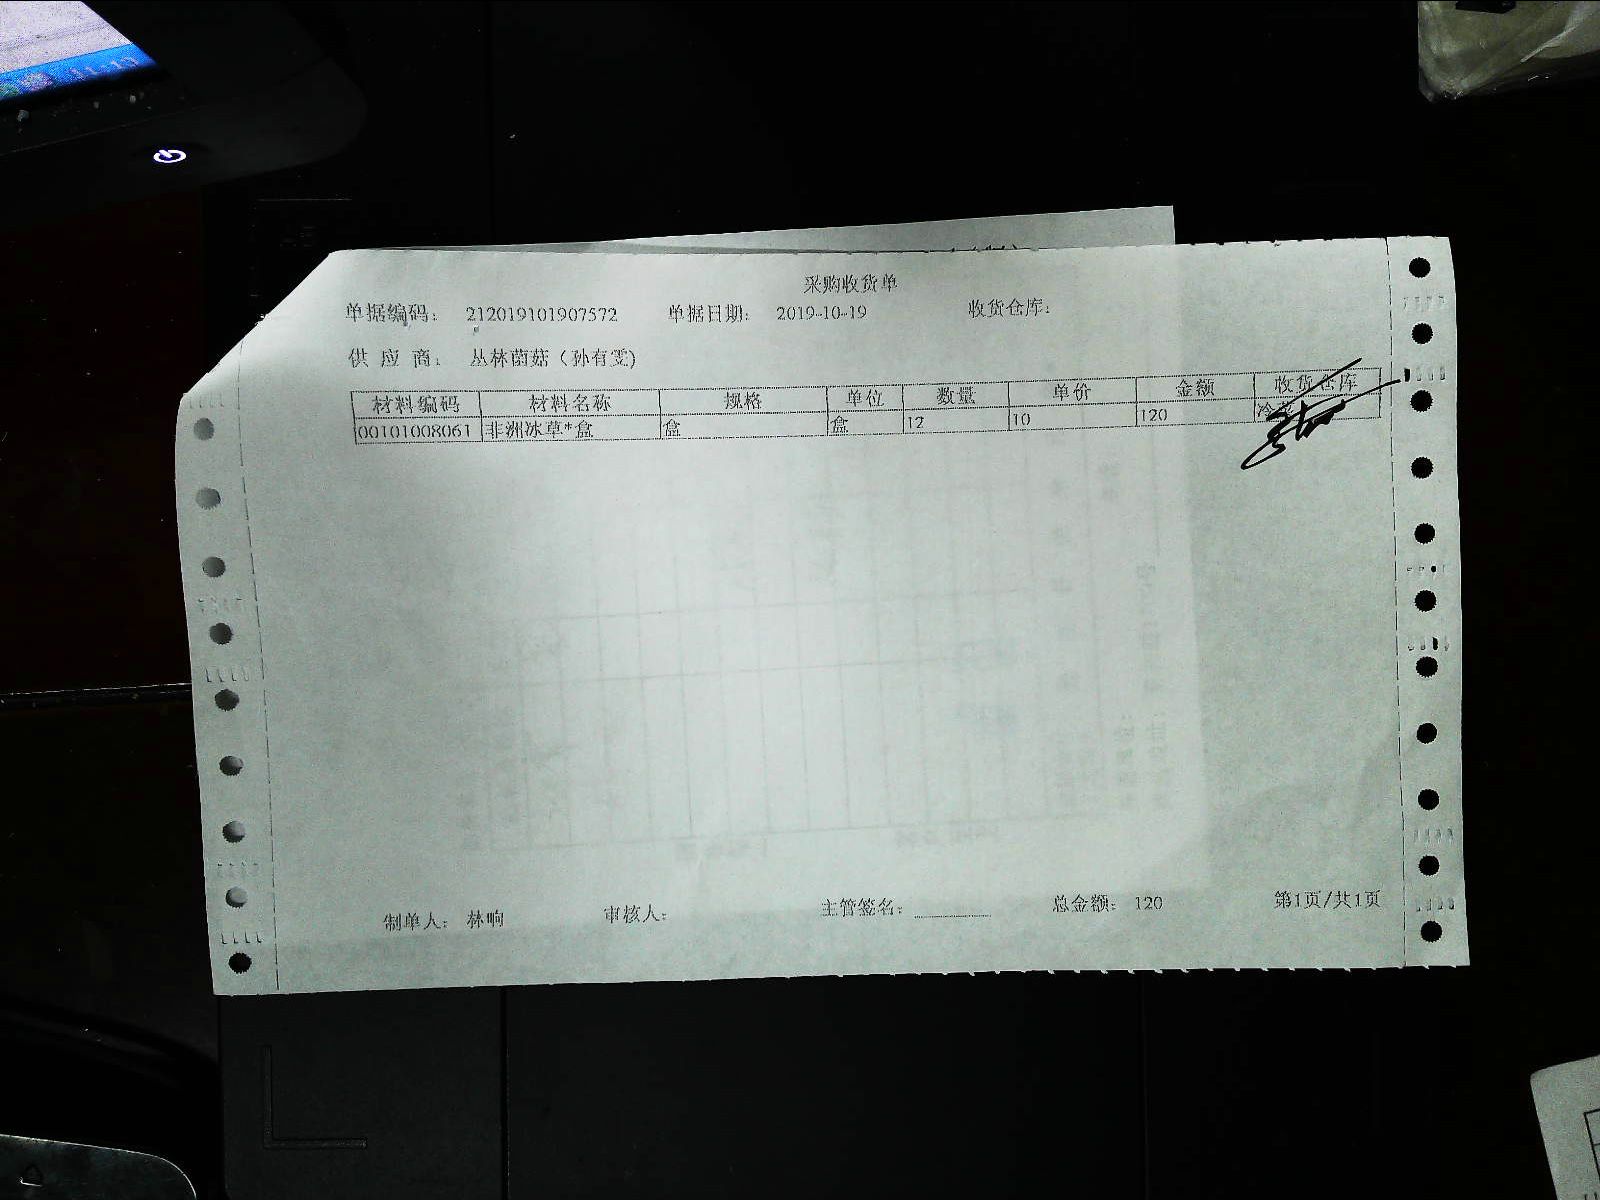 采购收货单
单据编码： 212019101907572 单据日期： 2019-10-19 收货仓库：
供 应 商： 丛林菌菇（孙有雯)
材料编码 材料名称 规格 单位 数量 单价 金额 收货仓库
00101008061 非洲冰草*盒 盒 盒 12 10 120 冷菜
制单人： 林响 审核人： 主管签名： 总金额： 120 第1页/共1页